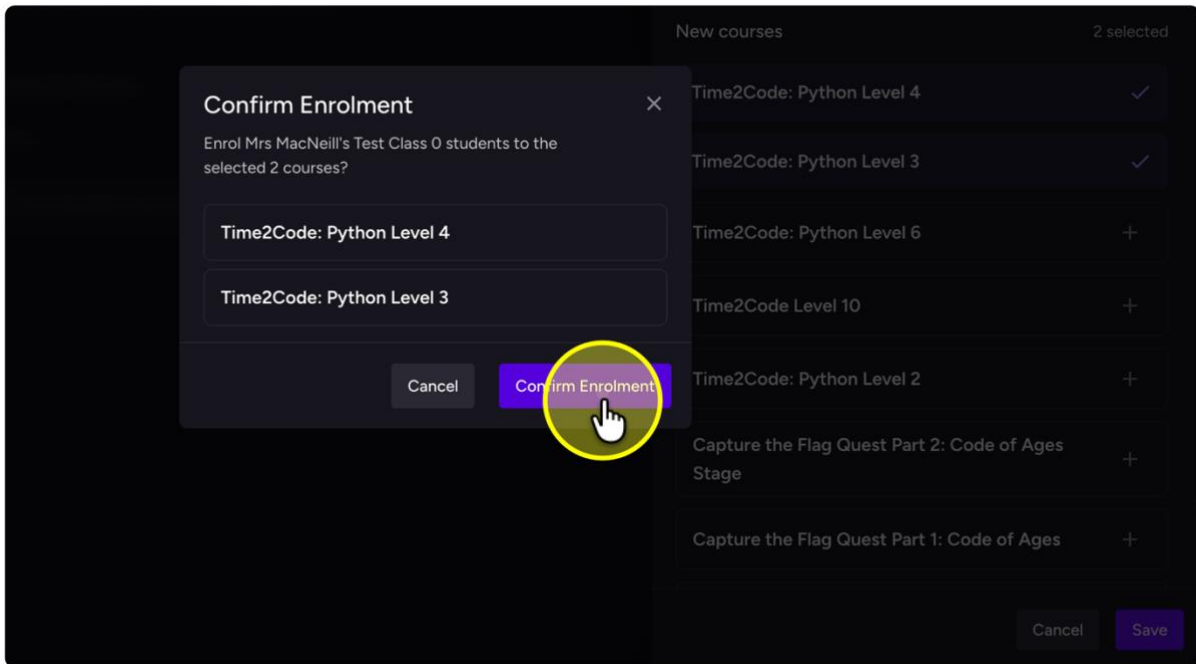 New courses
2 selected
Confirm Enrolment
Enrol Mrs MacNeill's Test Class 0 students to the
selected 2 courses?
Time2Code: Python Level 4
Time2Code: Python Level 3
Cancel
Confirm Enrolment
Time2Code: Python Level 4
Time2Code: Python Level 3
Time2Code: Python Level 6
Time2Code Level 10
Time2Code: Python Level 2
Capture the Flag Quest Part 2: Code of Ages
Stage
Capture the Flag Quest Part 1: Code of Ages
Cancel
Save